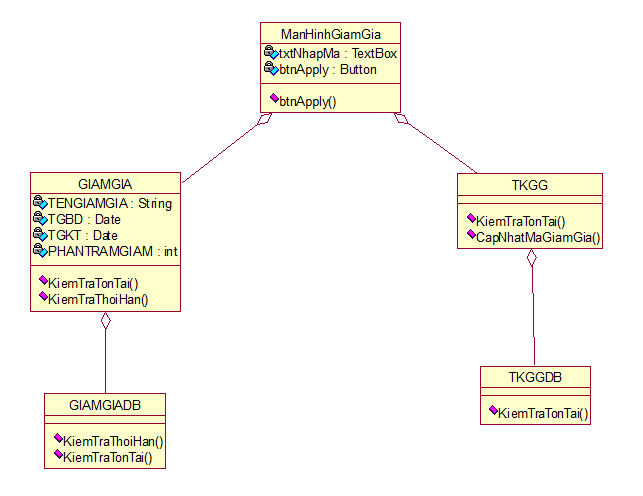 ManHinhGiamGia
txtNhapMa : TextBox
btnApply : Button
btnApply()
GIAMGIA
TENGIAMGIA : String
TGBD : Date
TGKT : Date
PHANTRAMGIAM : int
KiemTraTonTai()
KiemTraThoiHan()
TKGG
KiemTraTonTai()
CapNhatMaGiamGia()
GIAMGIADB
KiemTraThoiHan()
KiemTraTonTai()
TKGGDB
KiemTraTonTai()